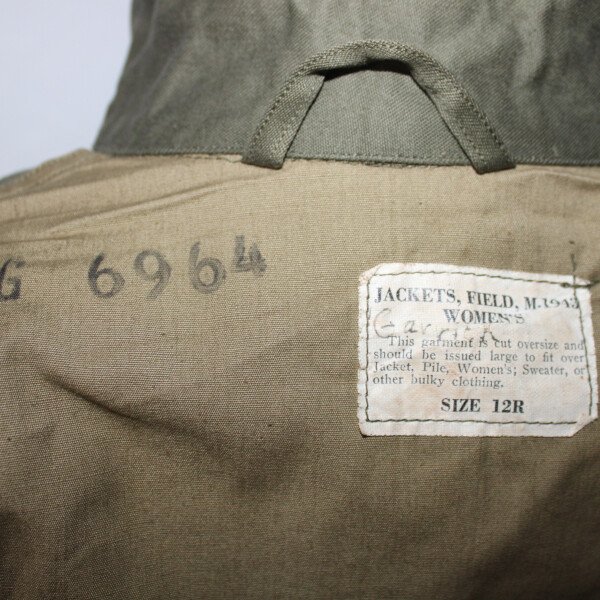 G 6964
JACKETS, FIELD, M-1943
WOMEN'S
This garment is cut oversize and
should be issued large to fit over
Jacket, Pile, Women's; Sweater, or
other bulky clothing.
SIZE 12R